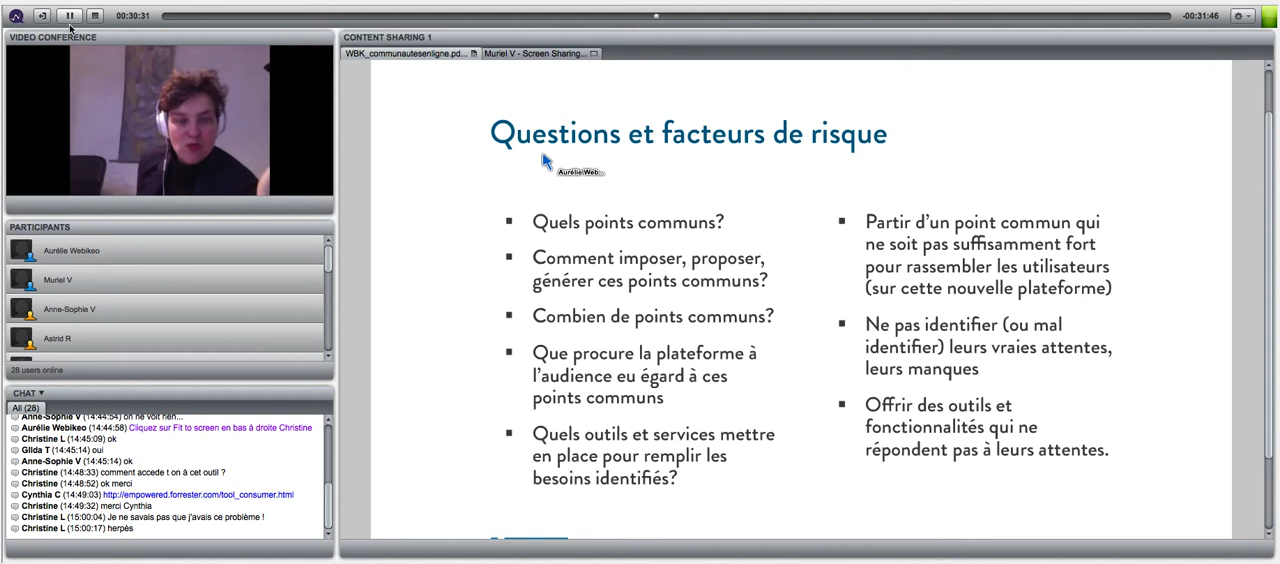 00:30:31
-00:31:46
VIDEO CONFERENCE
PARTICIPANTS
Aurélie Webikeo
Muriel V
Anne-Sophie V
Astrid R
28 users online
CHAT
All (28)
Anne-Sophie V (14:44:54) on ne voit rien...
Aurélie Webikeo (14:44:58) Cliquez sur Fit to screen en bas à droite Christine
Christine L (14:45:09) ok
Gilda T (14:45:14) oui
Anne-Sophie V (14:45:14) ok
Christine (14:48:33) comment accede t on à cet outil ?
Christine (14:48:52) ok merci
Cynthia C (14:49:03) http://empowered.forrester.com/tool_consumer.html
Christine (14:49:32) merci Cynthia
Christine L (15:00:04) Je ne savais pas que j'avais ce problème !
Christine L (15:00:17) herpès
CONTENT SHARING 1
WBK_communautesenligne.pd...
Muriel V - Screen Sharing...
Questions et facteurs de risque
Aurélie Web...
Quels points communs?
Comment imposer, proposer,
générer ces points communs?
Combien de points communs?
Que procure la plateforme à
l'audience eu égard à ces
points communs
Quels outils et services mettre
en place pour remplir les
besoins identifiés?
Partir d'un point commun qui
ne soit pas suffisamment fort
pour rassembler les utilisateurs
(sur cette nouvelle plateforme)
Ne pas identifier (ou mal
identifier) leurs vraies attentes,
leurs manques
Offrir des outils et
fonctionnalités qui ne
répondent pas à leurs attentes.